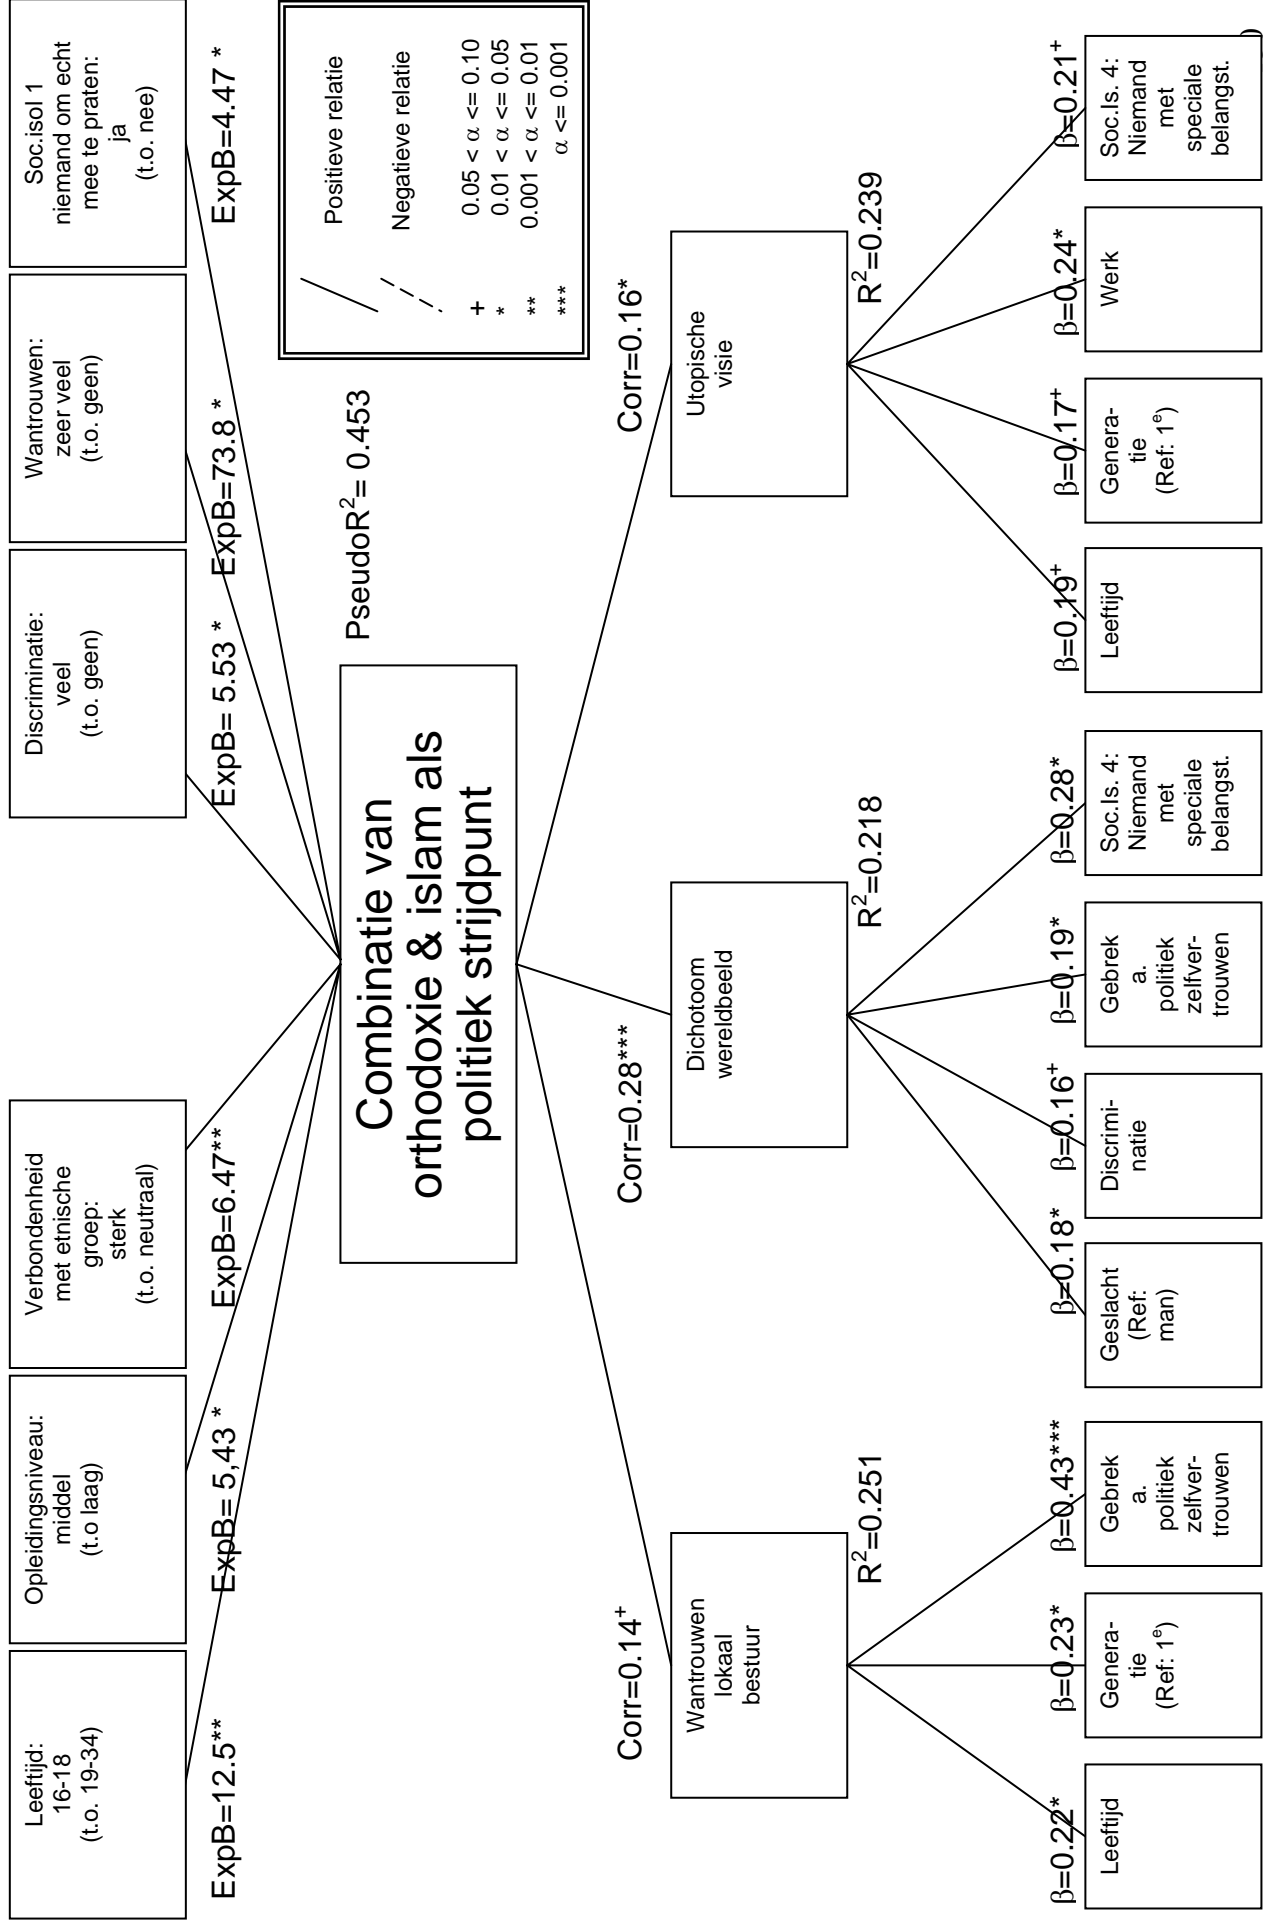 Leeftijd:
16-18
(t.o. 19-34)
Opleidingsniveau:
middel
(t.o laag)
Verbondenheid
met etnische
groep:
sterk
(t.o. neutraal)
Discriminatie:
veel
(t.o. geen)
Wantrouwen:
zeer veel
(t.o. geen)
Soc.isol 1
niemand om echt
mee te praten:
ja
(t.o. nee)
ExpB=12.5**
ExpB= 5,43 *
ExpB=6.47**
ExpB= 5.53 *
ExpB=73.8 *
ExpB=4.47 *
Positieve relatie
Negatieve relatie
+ 0.05 < α <= 0.10
* 0.01 < α <= 0.05
** 0.001 < α <= 0.01
*** α <= 0.001
PseudoR²= 0.453
Combinatie van
orthodoxie & islam als
politiek strijdpunt
Corr=0.14⁺
Corr=0.28***
Corr=0.16*
Wantrouwen
lokaal
bestuur
Dichotoom
wereldbeeld
Utopische
visie
R²=0.251
R²=0.218
R²=0.239
β=0.22*
β=0.23*
β=0.43***
β=0.18*
β=0.16⁺
β=0.19*
β=0.28*
β=0.19⁺
β=0.17⁺
β=0.24*
β=0.21⁺
Leeftijd
Genera-
tie
(Ref: 1ᵉ)
Gebrek
a.
politiek
zelfver-
trouwen
Geslacht
(Ref:
man)
Discrimi-
natie
Gebrek
a.
politiek
zelfver-
trouwen
Soc.Is. 4:
Niemand
met
speciale
belangst.
Leeftijd
Genera-
tie
(Ref: 1ᵉ)
Werk
Soc.Is. 4:
Niemand
met
speciale
belangst.